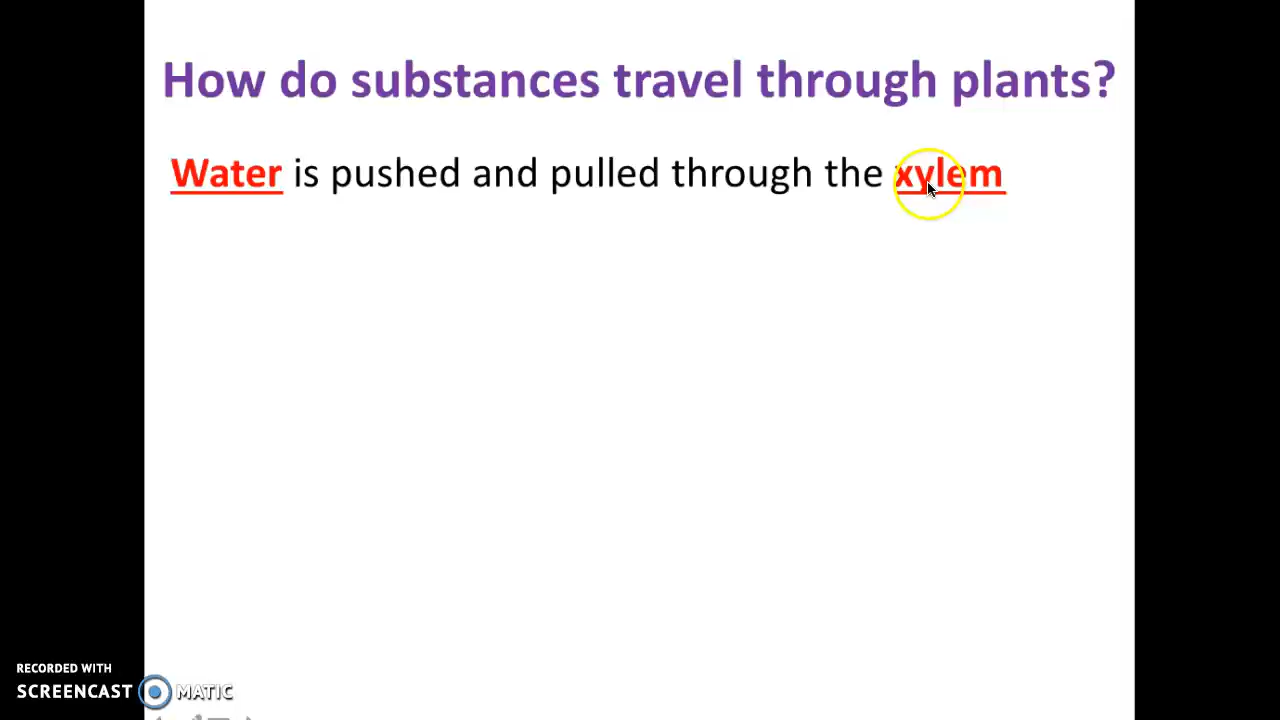 How do substances travel through plants?
Water is pushed and pulled through the xylem
RECORDED WITH
SCREENCAST MATIC